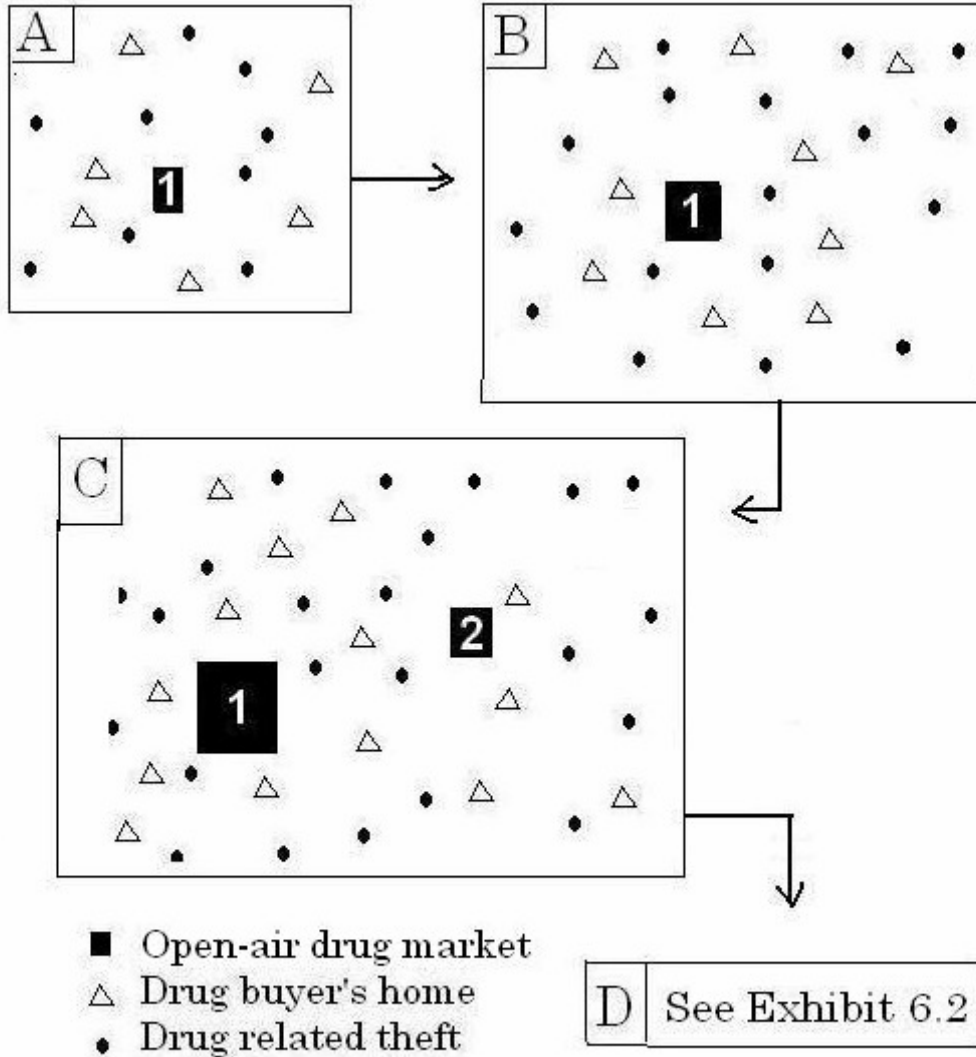 A
1
B
1
C
2
1
Open-air drug market
Drug buyer's home
Drug related theft
D See Exhibit 6.2